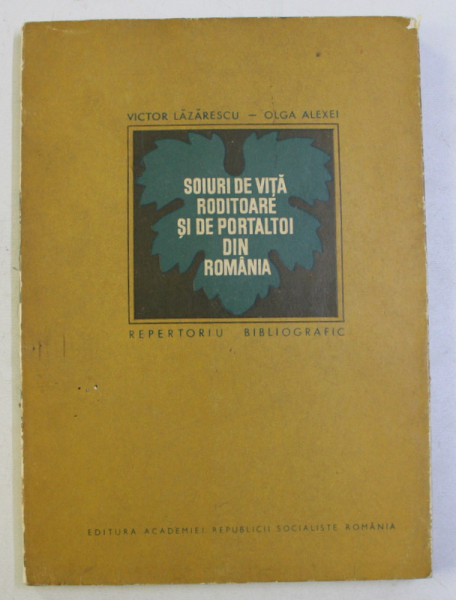 VICTOR LĂZĂRESCU – OLGA ALEXEI
SOIURI DE VIȚĂ
RODITOARE
ȘI DE PORTALTOI
DIN
ROMÂNIA
REPERTORIU BIBLIOGRAFIC
EDITURA ACADEMIEI REPUBLICII SOCIALISTE ROMÂNIA